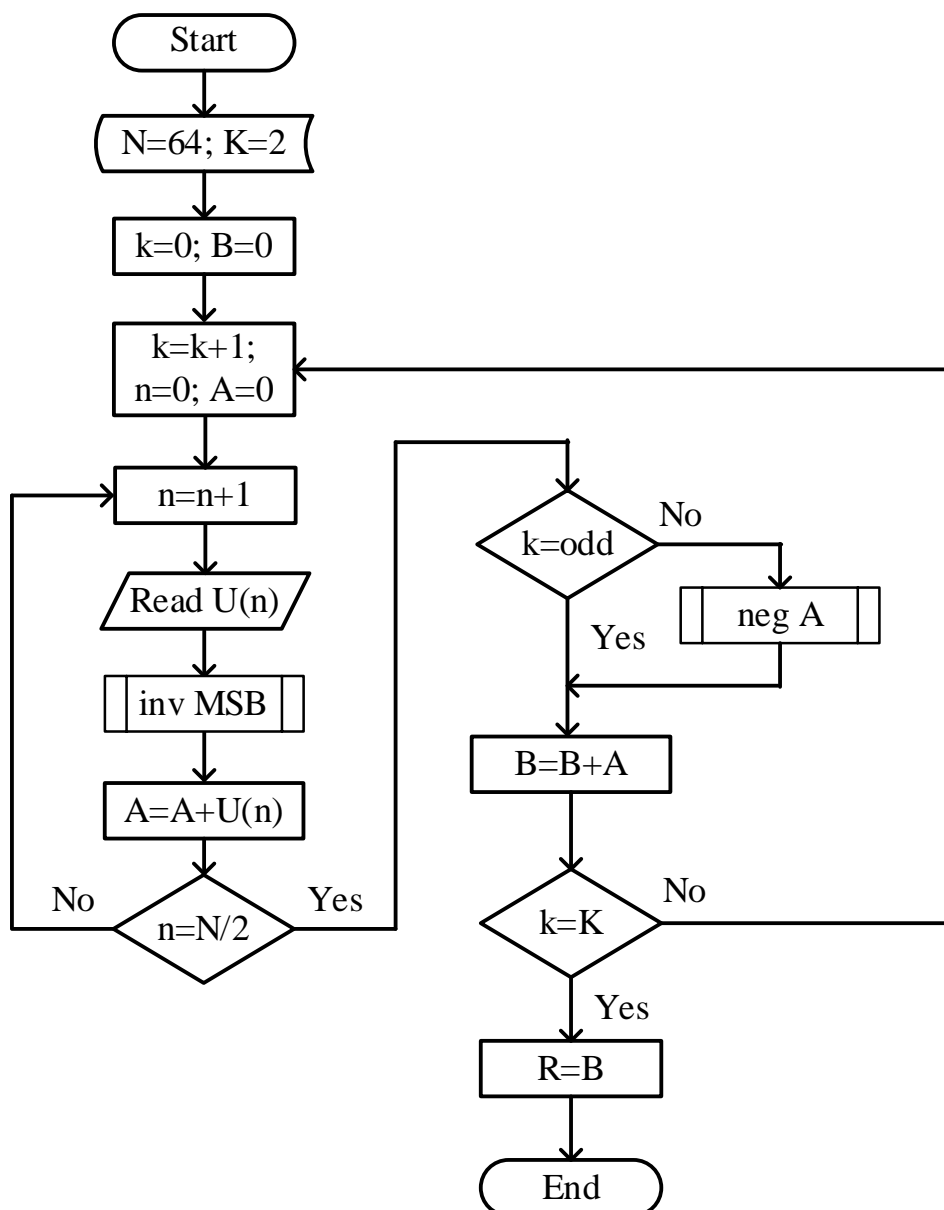 Start
N=64; K=2
k=0; B=0
k=k+1;
n=0; A=0
n=n+1
Read U(n)
inv MSB
A=A+U(n)
No
n=N/2
Yes
k=odd
No
neg A
Yes
B=B+A
k=K
No
Yes
R=B
End